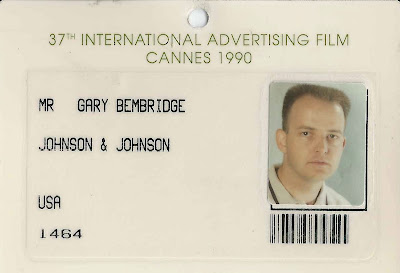 37TH INTERNATIONAL ADVERTISING FILM
CANNES 1990
MR GARY BEMBRIDGE
JOHNSON & JOHNSON
USA
1464